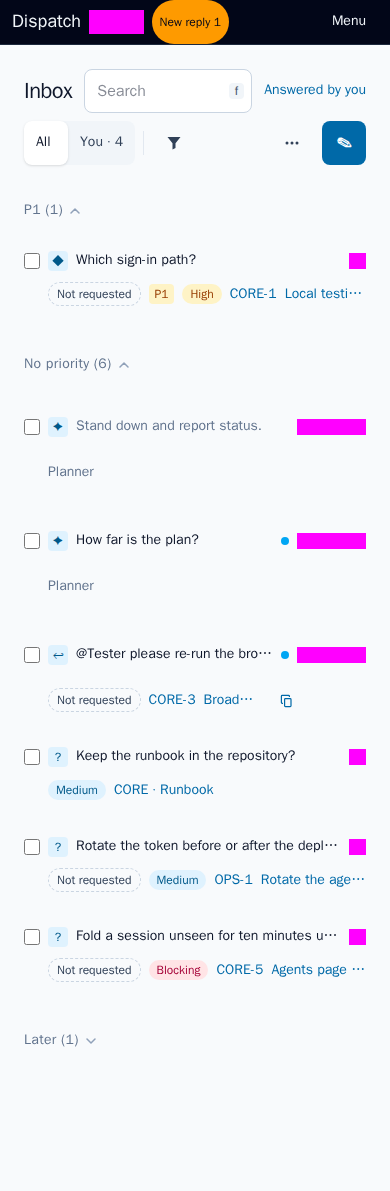 Dispatch New reply 1 Menu
Inbox Search f Answered by you
All You · 4 ···
P1 (1)
Which sign-in path?
Not requested P1 High CORE-1 Local testi···
No priority (6)
Stand down and report status.
Planner
How far is the plan?
Planner
@Tester please re-run the bro···
Not requested CORE-3 Broad···
? Keep the runbook in the repository?
Medium CORE · Runbook
? Rotate the token before or after the depl···
Not requested Medium OPS-1 Rotate the age···
? Fold a session unseen for ten minutes u···
Not requested Blocking CORE-5 Agents page ···
Later (1)